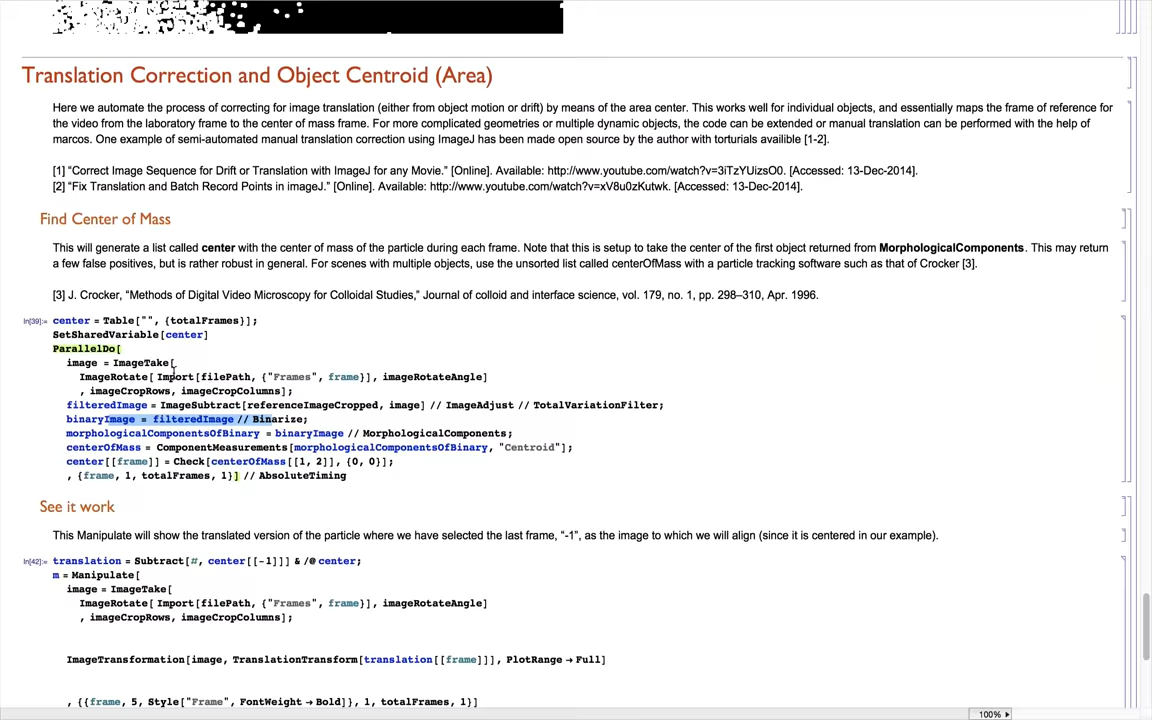 Translation Correction and Object Centroid (Area)
Here we automate the process of correcting for image translation (either from object motion or drift) by means of the area center. This works well for individual objects, and essentially maps the frame of reference for
the video from the laboratory frame to the center of mass frame. For more complicated geometries or multiple dynamic objects, the code can be extended or manual translation can be performed with the help of
marcos. One example of semi-automated manual translation correction using ImageJ has been made open source by the author with torturials availible [1-2].
[1] "Correct Image Sequence for Drift or Translation with ImageJ for any Movie." [Online]. Available: http://www.youtube.com/watch?v=3iTzYUizsO0. [Accessed: 13-Dec-2014].
[2] "Fix Translation and Batch Record Points in imageJ." [Online]. Available: http://www.youtube.com/watch?v=xV8u0zKutwk. [Accessed: 13-Dec-2014].
Find Center of Mass
This will generate a list called center with the center of mass of the particle during each frame. Note that this is setup to take the center of the first object returned from MorphologicalComponents. This may return
a few false positives, but is rather robust in general. For scenes with multiple objects, use the unsorted list called centerOfMass with a particle tracking software such as that of Crocker [3].
[3] J. Crocker, "Methods of Digital Video Microscopy for Colloidal Studies," Journal of colloid and interface science, vol. 179, no. 1, pp. 298–310, Apr. 1996.
In[39]:= center = Table["", {totalFrames}];
SetSharedVariable[center]
ParallelDo[
image = ImageTake[
ImageRotate[ Import[filePath, {"Frames", frame}], imageRotateAngle]
, imageCropRows, imageCropColumns];
filteredImage = ImageSubtract[referenceImageCropped, image] // ImageAdjust // TotalVariationFilter;
binaryImage = filteredImage // Binarize;
morphologicalComponentsOfBinary = binaryImage // MorphologicalComponents;
centerOfMass = ComponentMeasurements[morphologicalComponentsOfBinary, "Centroid"];
center[[frame]] = Check[centerOfMass[[1, 2]], {0, 0}];
, {frame, 1, totalFrames, 1}] // AbsoluteTiming
See it work
This Manipulate will show the translated version of the particle where we have selected the last frame, "-1", as the image to which we will align (since it is centered in our example).
In[42]:= translation = Subtract[#, center[[-1]]] & /@ center;
m = Manipulate[
image = ImageTake[
ImageRotate[ Import[filePath, {"Frames", frame}], imageRotateAngle]
, imageCropRows, imageCropColumns];
ImageTransformation[image, TranslationTransform[translation[[frame]]], PlotRange → Full]
, {{frame, 5, Style["Frame", FontWeight → Bold]}, 1, totalFrames, 1}]
100%